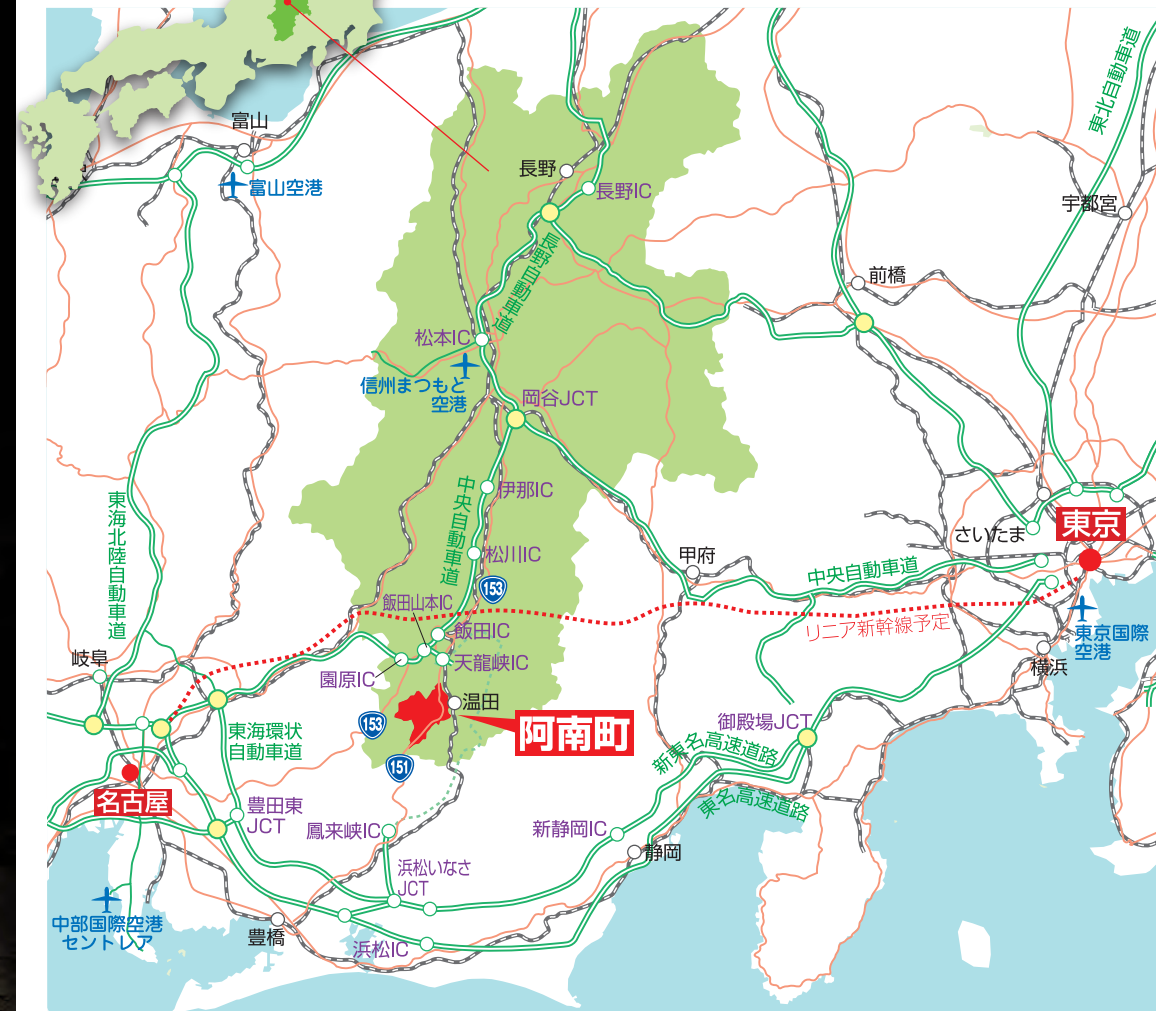 富山
富山空港
長野
長野IC
長野自動車道
松本IC
信州まつもと
空港
岡谷JCT
東北自動車道
宇都宮
前橋
伊那IC
中央自動車道
松川IC
153
飯田山本IC
飯田IC
天龍峡IC
園原IC
温田
阿南町
153
151
東海北陸自動車道
岐阜
東海環状
自動車道
名古屋
豊田東
JCT
鳳来峡IC
浜松いなさ
JCT
中部国際空港
セントレア
豊橋
浜松IC
さいたま
東京
甲府
中央自動車道
リニア新幹線予定
東京国際
空港
横浜
御殿場JCT
新東名高速道路
東名高速道路
新静岡IC
静岡